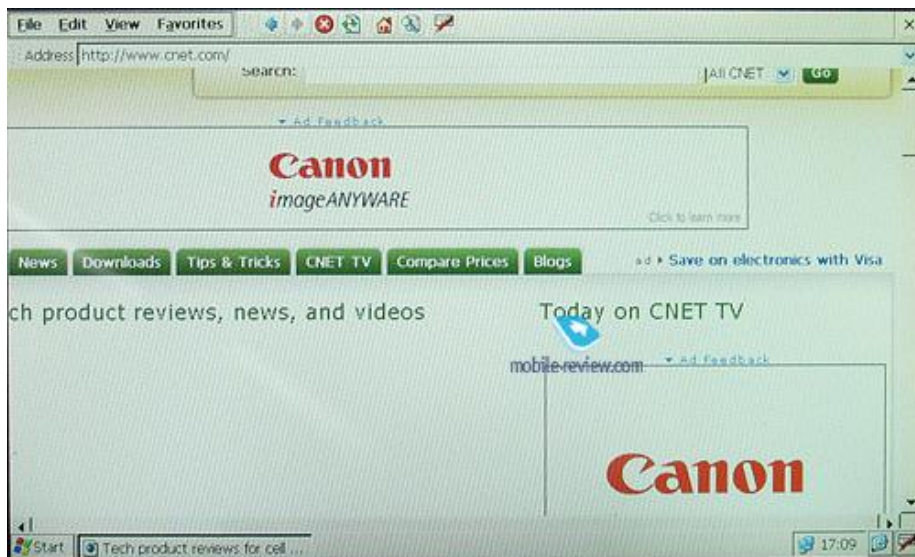 File Edit View Favorites
Address http://www.cnet.com/
Search: All CNET Go
Ad Feedback
Canon
imageANYWARE
Click to learn more
News Downloads Tips & Tricks CNET TV Compare Prices Blogs ad Save on electronics with Visa
ch product reviews, news, and videos
Today on CNET TV
mobile-review.com
Ad Feedback
Canon
Start Tech product reviews for cell ... 17:09